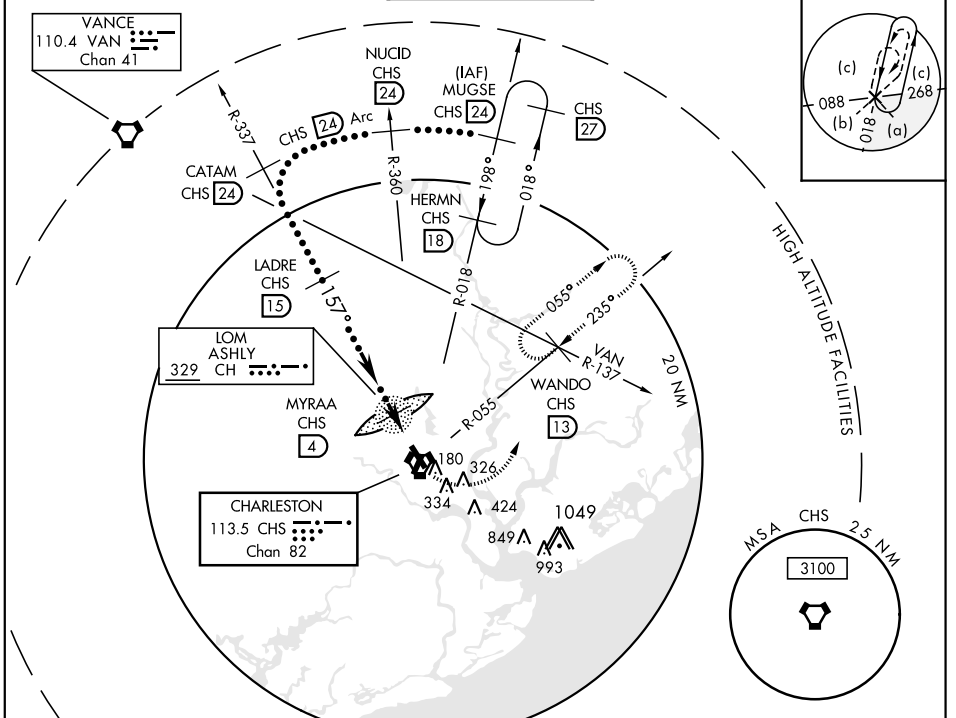 VANCE
110.4 VAN
Chan 41
R-337
CHS 24 Arc
NUCID
CHS
24
R-360
(IAF)
MUGSE
CHS 24
CHS
27
198°
018°
CATAM
CHS 24
HERMN
CHS
18
R-018
LADRE
CHS
15
157°
LOM
ASHLY
329 CH
MYRAA
CHS
4
055°
235°
VAN
R-137
WANDO
CHS
13
R-055
20 NM
HIGH ALTITUDE FACILITIES
180
326
334
424
849
1049
993
CHARLESTON
113.5 CHS
Chan 82
(c)
(c)
088
268
(b)
018
(a)
MSA CHS 25 NM
3100